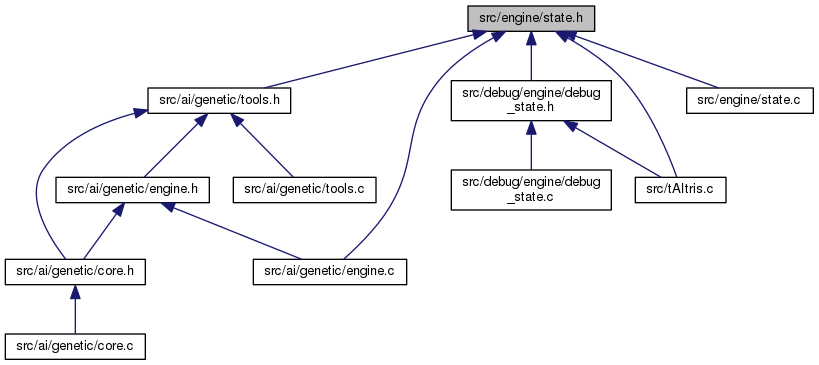 src/engine/state.h
src/ai/genetic/tools.h
src/debug/engine/debug
_state.h
src/engine/state.c
src/ai/genetic/engine.h
src/ai/genetic/tools.c
src/debug/engine/debug
_state.c
src/tAltris.c
src/ai/genetic/core.h
src/ai/genetic/engine.c
src/ai/genetic/core.c